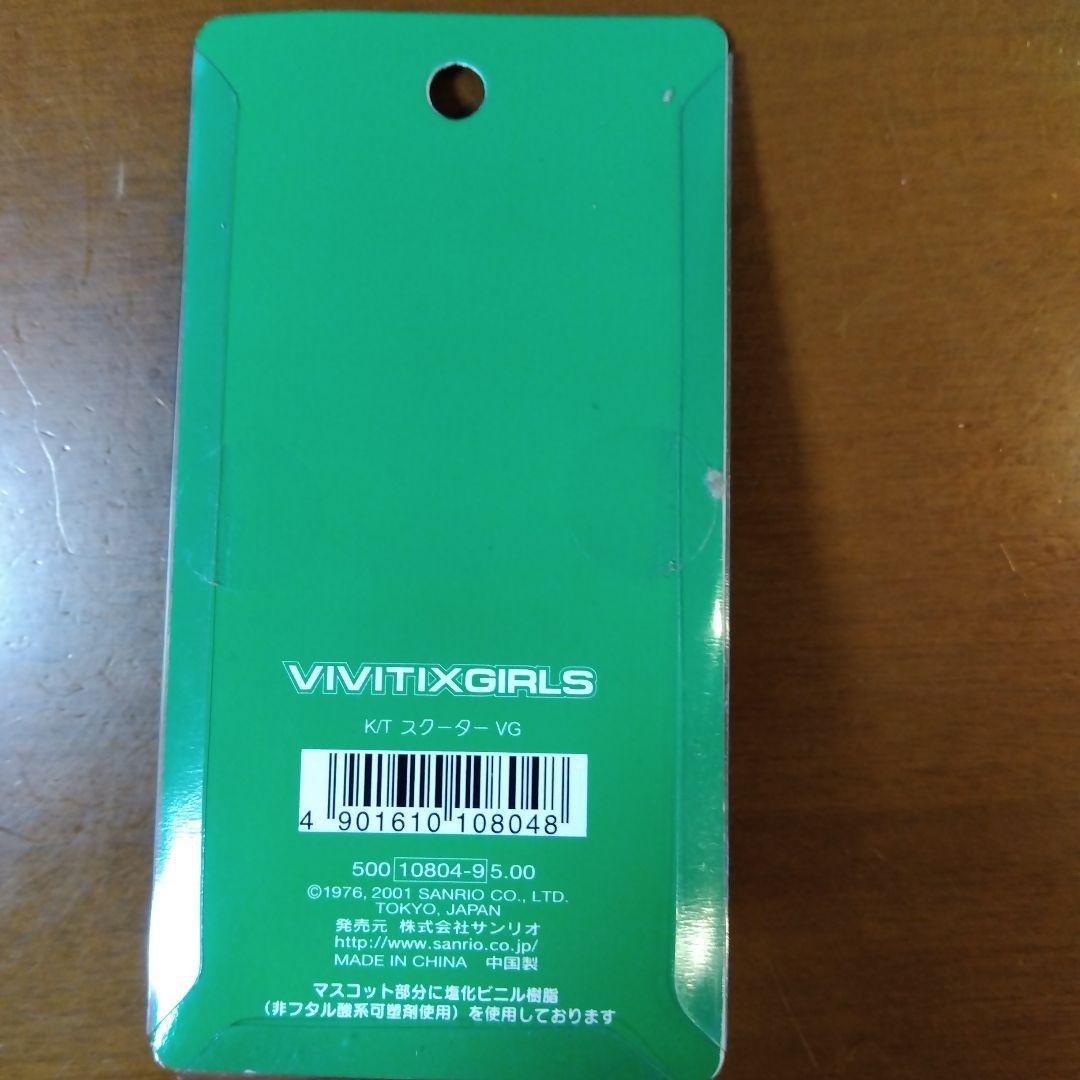 VIVITIXGIRLS
K/T スクーター VG
4 901610 108048
500 10804-9 5.00
©1976, 2001 SANRIO CO., LTD.
TOKYO, JAPAN
発売元 株式会社サンリオ
http://www.sanrio.co.jp/
MADE IN CHINA 中国製
マスコット部分に塩化ビニル樹脂
（非フタル酸系可塑剤使用）を使用しております